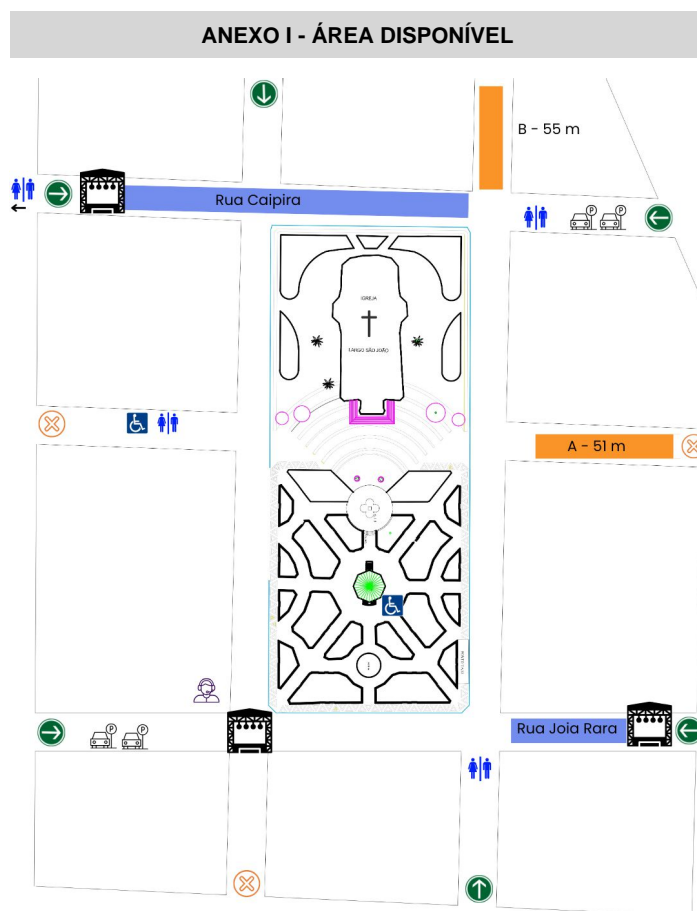 ANEXO I - ÁREA DISPONÍVEL
B - 55 m
Rua Caipira
P
P
IGREJA
LARGO SÃO JOÃO
A - 51 m
Rua Joia Rara
P
P